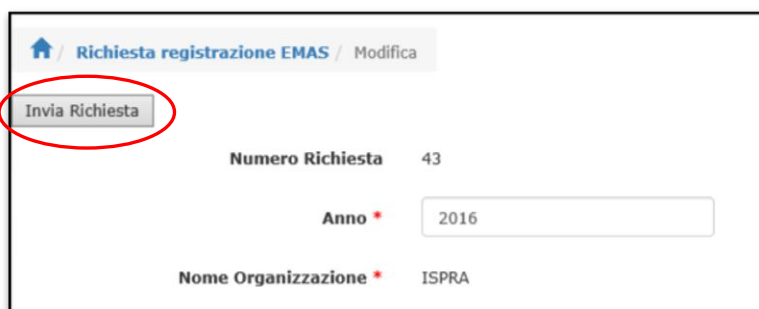 / Richiesta registrazione EMAS / Modifica
Invia Richiesta
Numero Richiesta 43
Anno * 2016
Nome Organizzazione * ISPRA